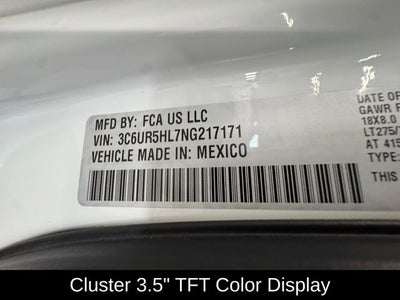 MFD BY: FCA US LLC
VIN: 3C6UR5HL7NG217171
VEHICLE MADE IN: MEXICO
DATE OF
GAWR
18X8.0
LT275/
AT 415
TYPE:
Cluster 3.5" TFT Color Display